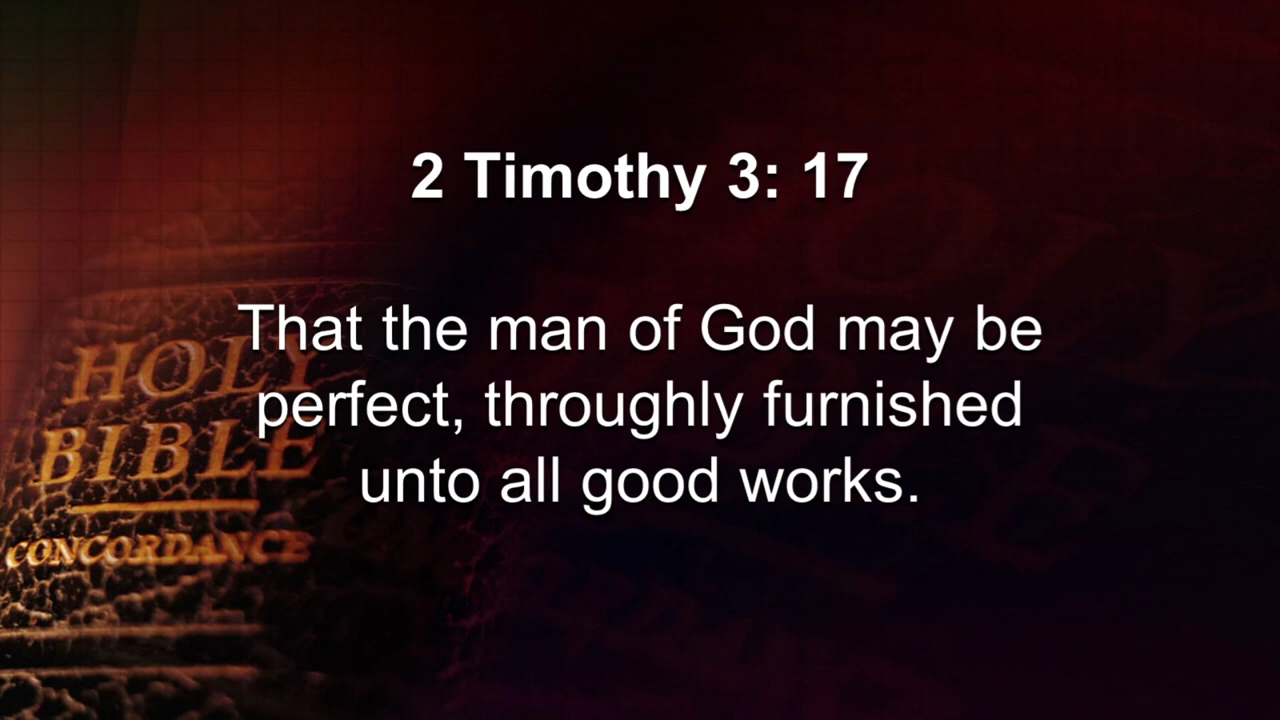 2 Timothy 3: 17
That the man of God may be
perfect, throughly furnished
unto all good works.
HOLY
BIBLE
CONCORDANCE